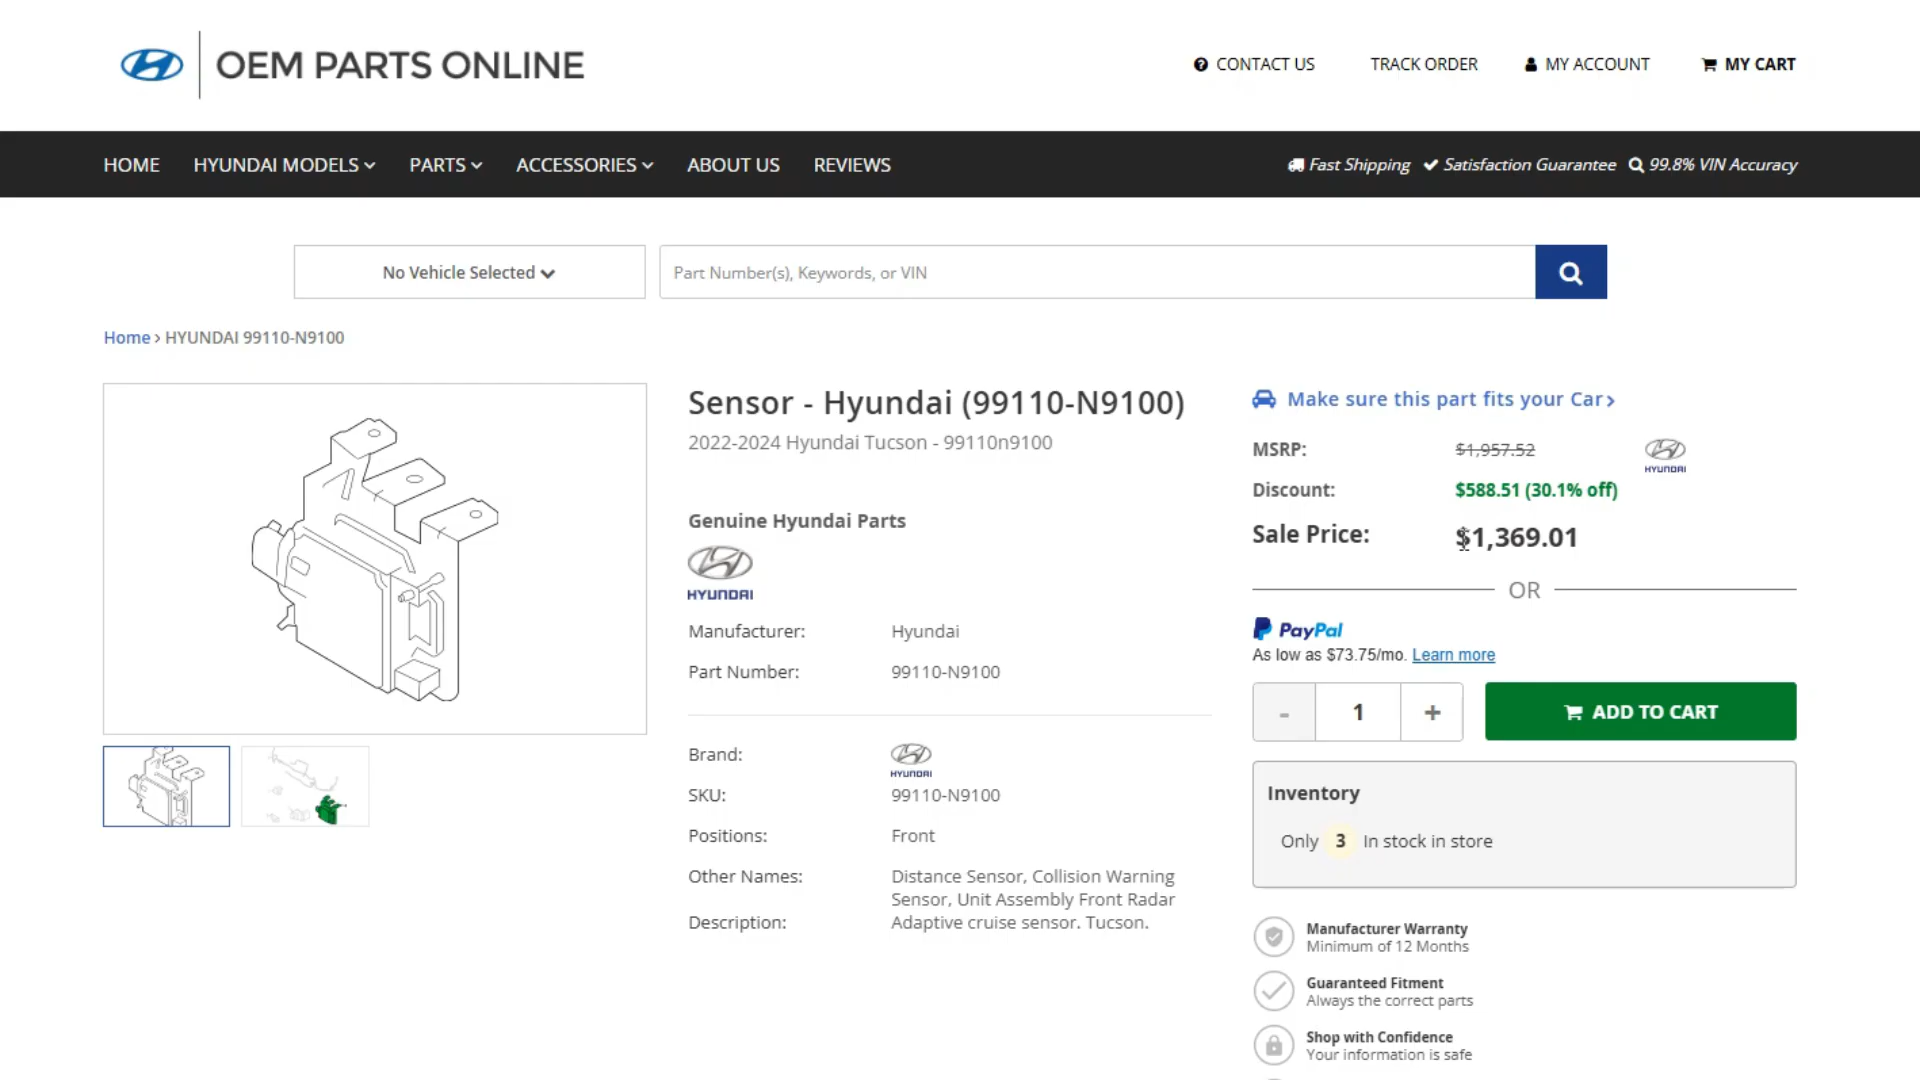 OEM PARTS ONLINE
CONTACT US
TRACK ORDER
MY ACCOUNT
MY CART
HOME
HYUNDAI MODELS
PARTS
ACCESSORIES
ABOUT US
REVIEWS
Fast Shipping
Satisfaction Guarantee
99.8% VIN Accuracy
No Vehicle Selected
Part Number(s), Keywords, or VIN
Home › HYUNDAI 99110-N9100
Sensor - Hyundai (99110-N9100)
2022-2024 Hyundai Tucson - 99110n9100
Genuine Hyundai Parts
HYUNDAI
Manufacturer: Hyundai
Part Number: 99110-N9100
Brand: HYUNDAI
SKU: 99110-N9100
Positions: Front
Other Names: Distance Sensor, Collision Warning
Sensor, Unit Assembly Front Radar
Description: Adaptive cruise sensor. Tucson.
Make sure this part fits your Car ›
MSRP: $1,957.52
HYUNDAI
Discount: $588.51 (30.1% off)
Sale Price: $1,369.01
OR
PayPal
As low as $73.75/mo. Learn more
- 1 +
ADD TO CART
Inventory
Only 3 In stock in store
Manufacturer Warranty
Minimum of 12 Months
Guaranteed Fitment
Always the correct parts
Shop with Confidence
Your information is safe